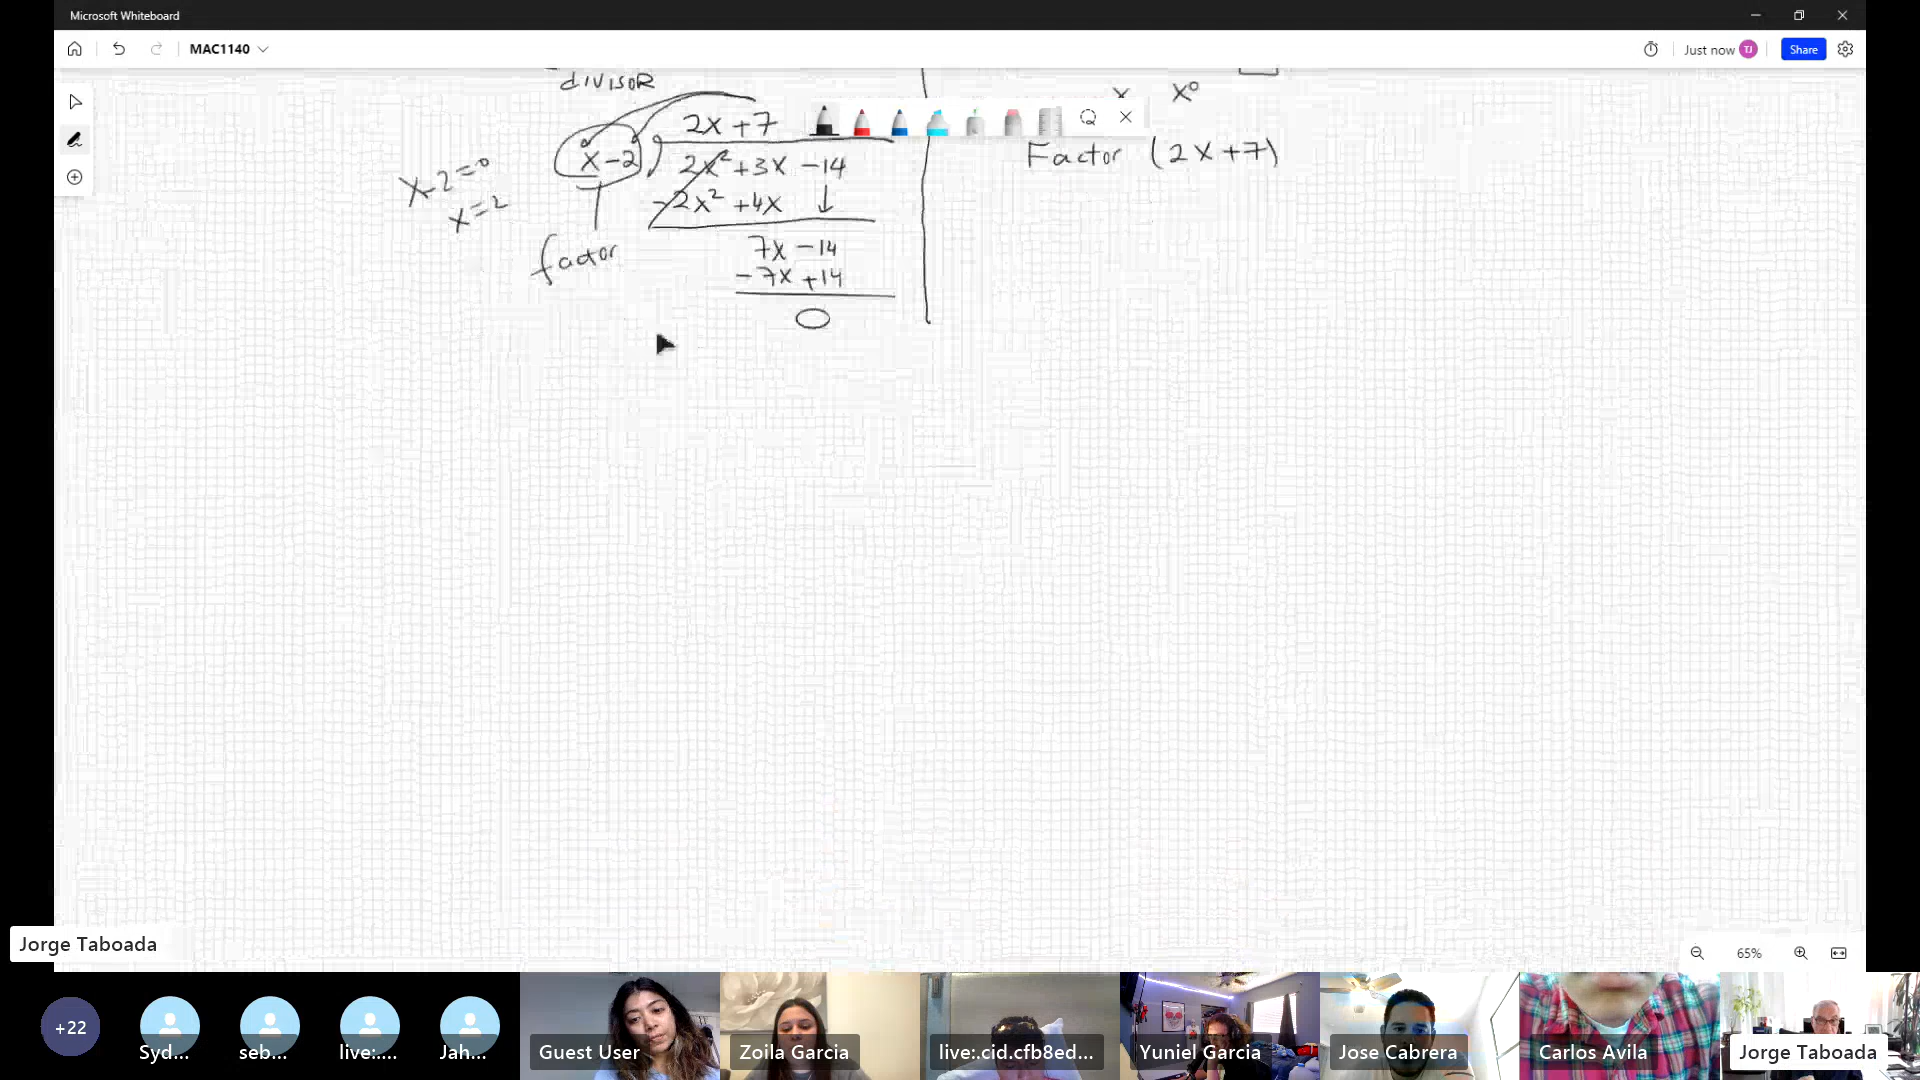 Microsoft Whiteboard
MAC1140
Just now TJ
Share
divisor
x x⁰
2x +7
x-2 2x² +3x -14
Factor (2x+7)
x-2=0
x=2
-2x² +4x
factor
7x -14
-7x +14
0
65%
Jorge Taboada
+22
Syd...
seb...
live:....
Jah...
Guest User
Zoila Garcia
live:.cid.cfb8ed...
Yuniel Garcia
Jose Cabrera
Carlos Avila
Jorge Taboada